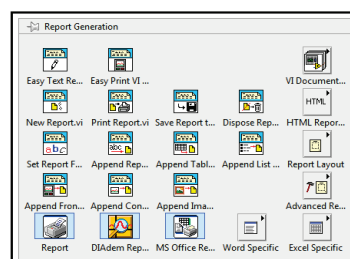 Report Generation
Easy Text Re... Easy Print VI ... VI Document...
HTML
New Report.vi Print Report.vi Save Report t... Dispose Rep... HTML Repor...
abc
Set Report F... Append Rep... Append Tabl... Append List ... Report Layout
Append Fron... Append Con... Append Ima... Advanced Re...
Report DIAdem Rep... MS Office Re... Word Specific Excel Specific